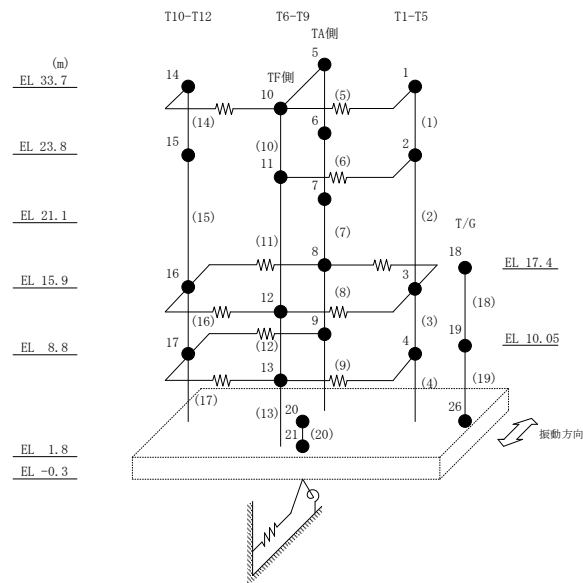 T10-T12 T6-T9 T1-T5
TA側
(m) 5
EL 33.7 14 TF側 1
10 (5)
(14) (1)
6
EL 23.8 15 (10) 2
11 (6)
7
EL 21.1 (15) (2) T/G
(7)
(11) 8 18
EL 17.4
EL 15.9 16 3
12 (8) (18)
(16) 9 (3)
(12) 19
EL 10.05
EL 8.8 17 4
13 (9)
(17) (4) (19)
(13) 20 26
21 (20) 振動方向
EL 1.8
EL -0.3